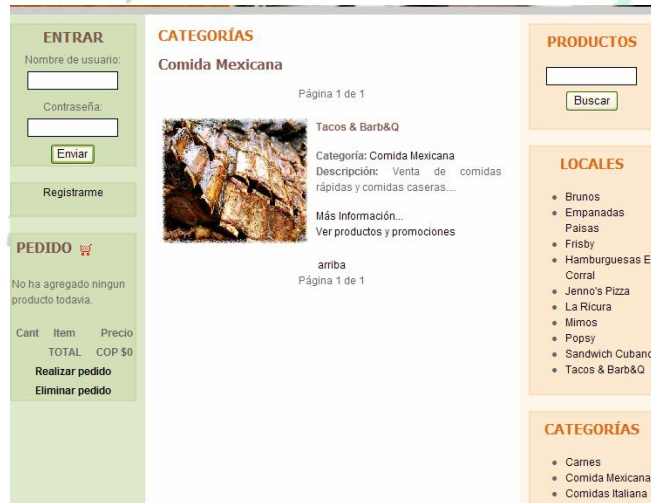 ENTRAR
Nombre de usuario:
Contraseña:
Enviar
Registrarme
PEDIDO
No ha agregado ningun
producto todavia.
Cant Item Precio
TOTAL COP $0
Realizar pedido
Eliminar pedido
CATEGORÍAS
Comida Mexicana
Página 1 de 1
Tacos & Barb&Q
Categoría: Comida Mexicana
Descripción: Venta de comidas
rápidas y comidas caseras....
Más Información...
Ver productos y promociones
arriba
Página 1 de 1
PRODUCTOS
Buscar
LOCALES
Brunos
Empanadas
Paisas
Frisby
Hamburguesas E
Corral
Jenno's Pizza
La Ricura
Mimos
Popsy
Sandwich Cubano
Tacos & Barb&Q
CATEGORÍAS
Carnes
Comida Mexicana
Comidas Italiana